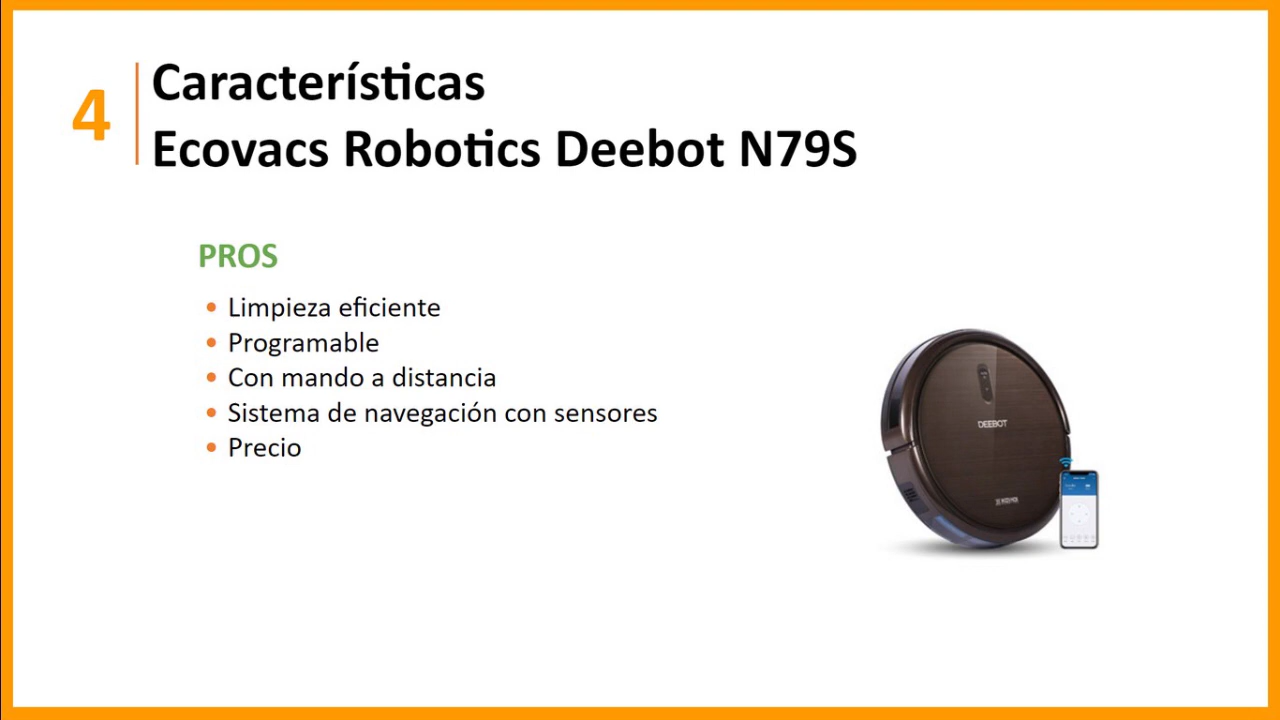 4
Características
Ecovacs Robotics Deebot N79S
PROS
• Limpieza eficiente
• Programable
• Con mando a distancia
• Sistema de navegación con sensores
• Precio
DEEBOT